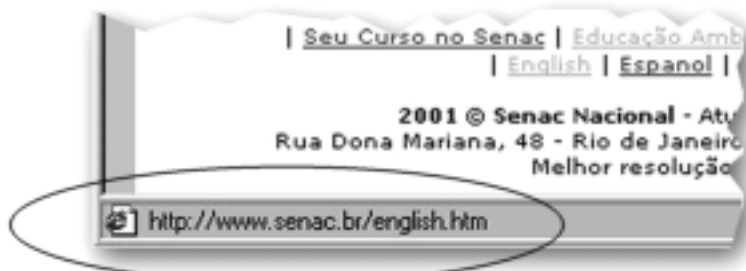 | Seu Curso no Senac | Educação Amb
| English | Espanol |
2001 © Senac Nacional - Atu
Rua Dona Mariana, 48 - Rio de Janeiro
Melhor resolução
http://www.senac.br/english.htm